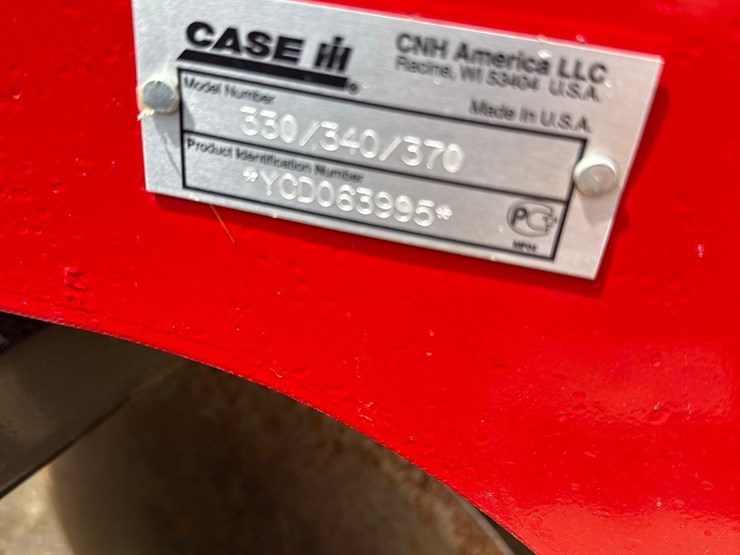 CASE IH
CNH America LLC
Racine, WI 53404 U.S.A.
Made in U.S.A.
Model Number
330/340/370
Product Identification Number
*YCD063995*